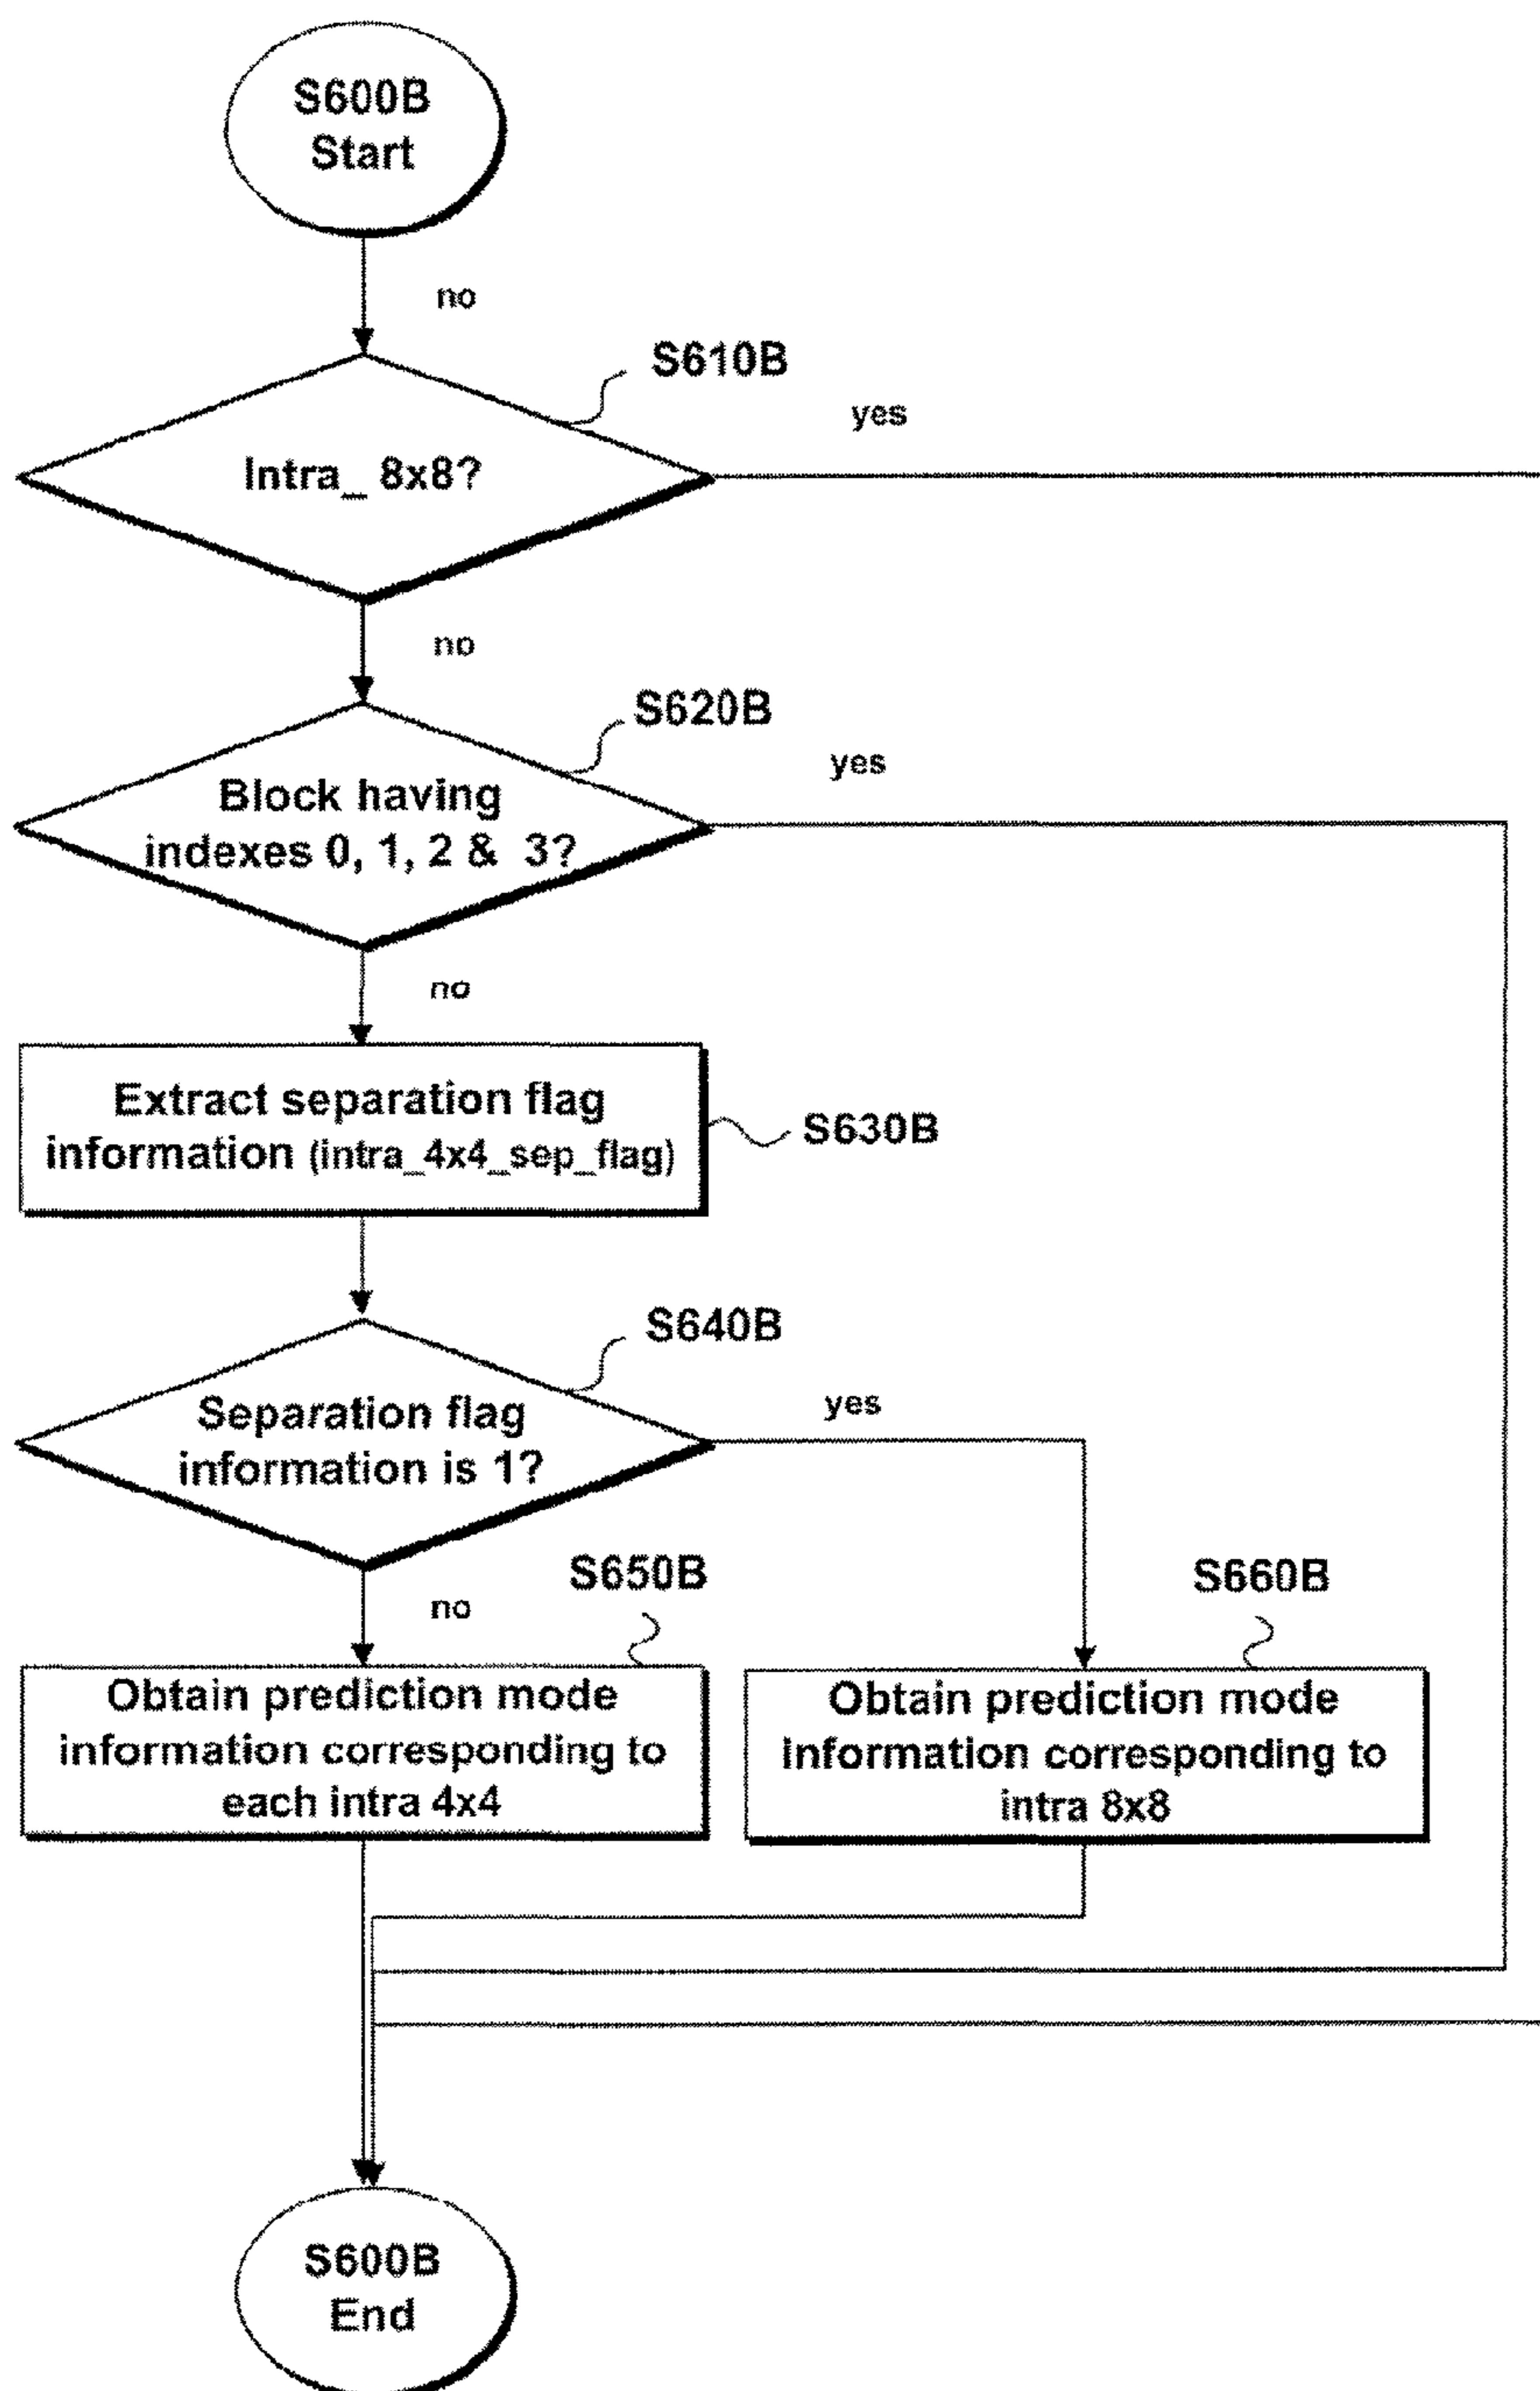 S600B
Start
no
S610B
yes
Intra_ 8x8?
no
S620B
yes
Block having
indexes 0, 1, 2 & 3?
no
Extract separation flag
information (intra_4x4_sep_flag)
S630B
S640B
yes
Separation flag
information is 1?
S650B
S660B
no
Obtain prediction mode
information corresponding to
each intra 4x4
Obtain prediction mode
information corresponding to
intra 8x8
S600B
End